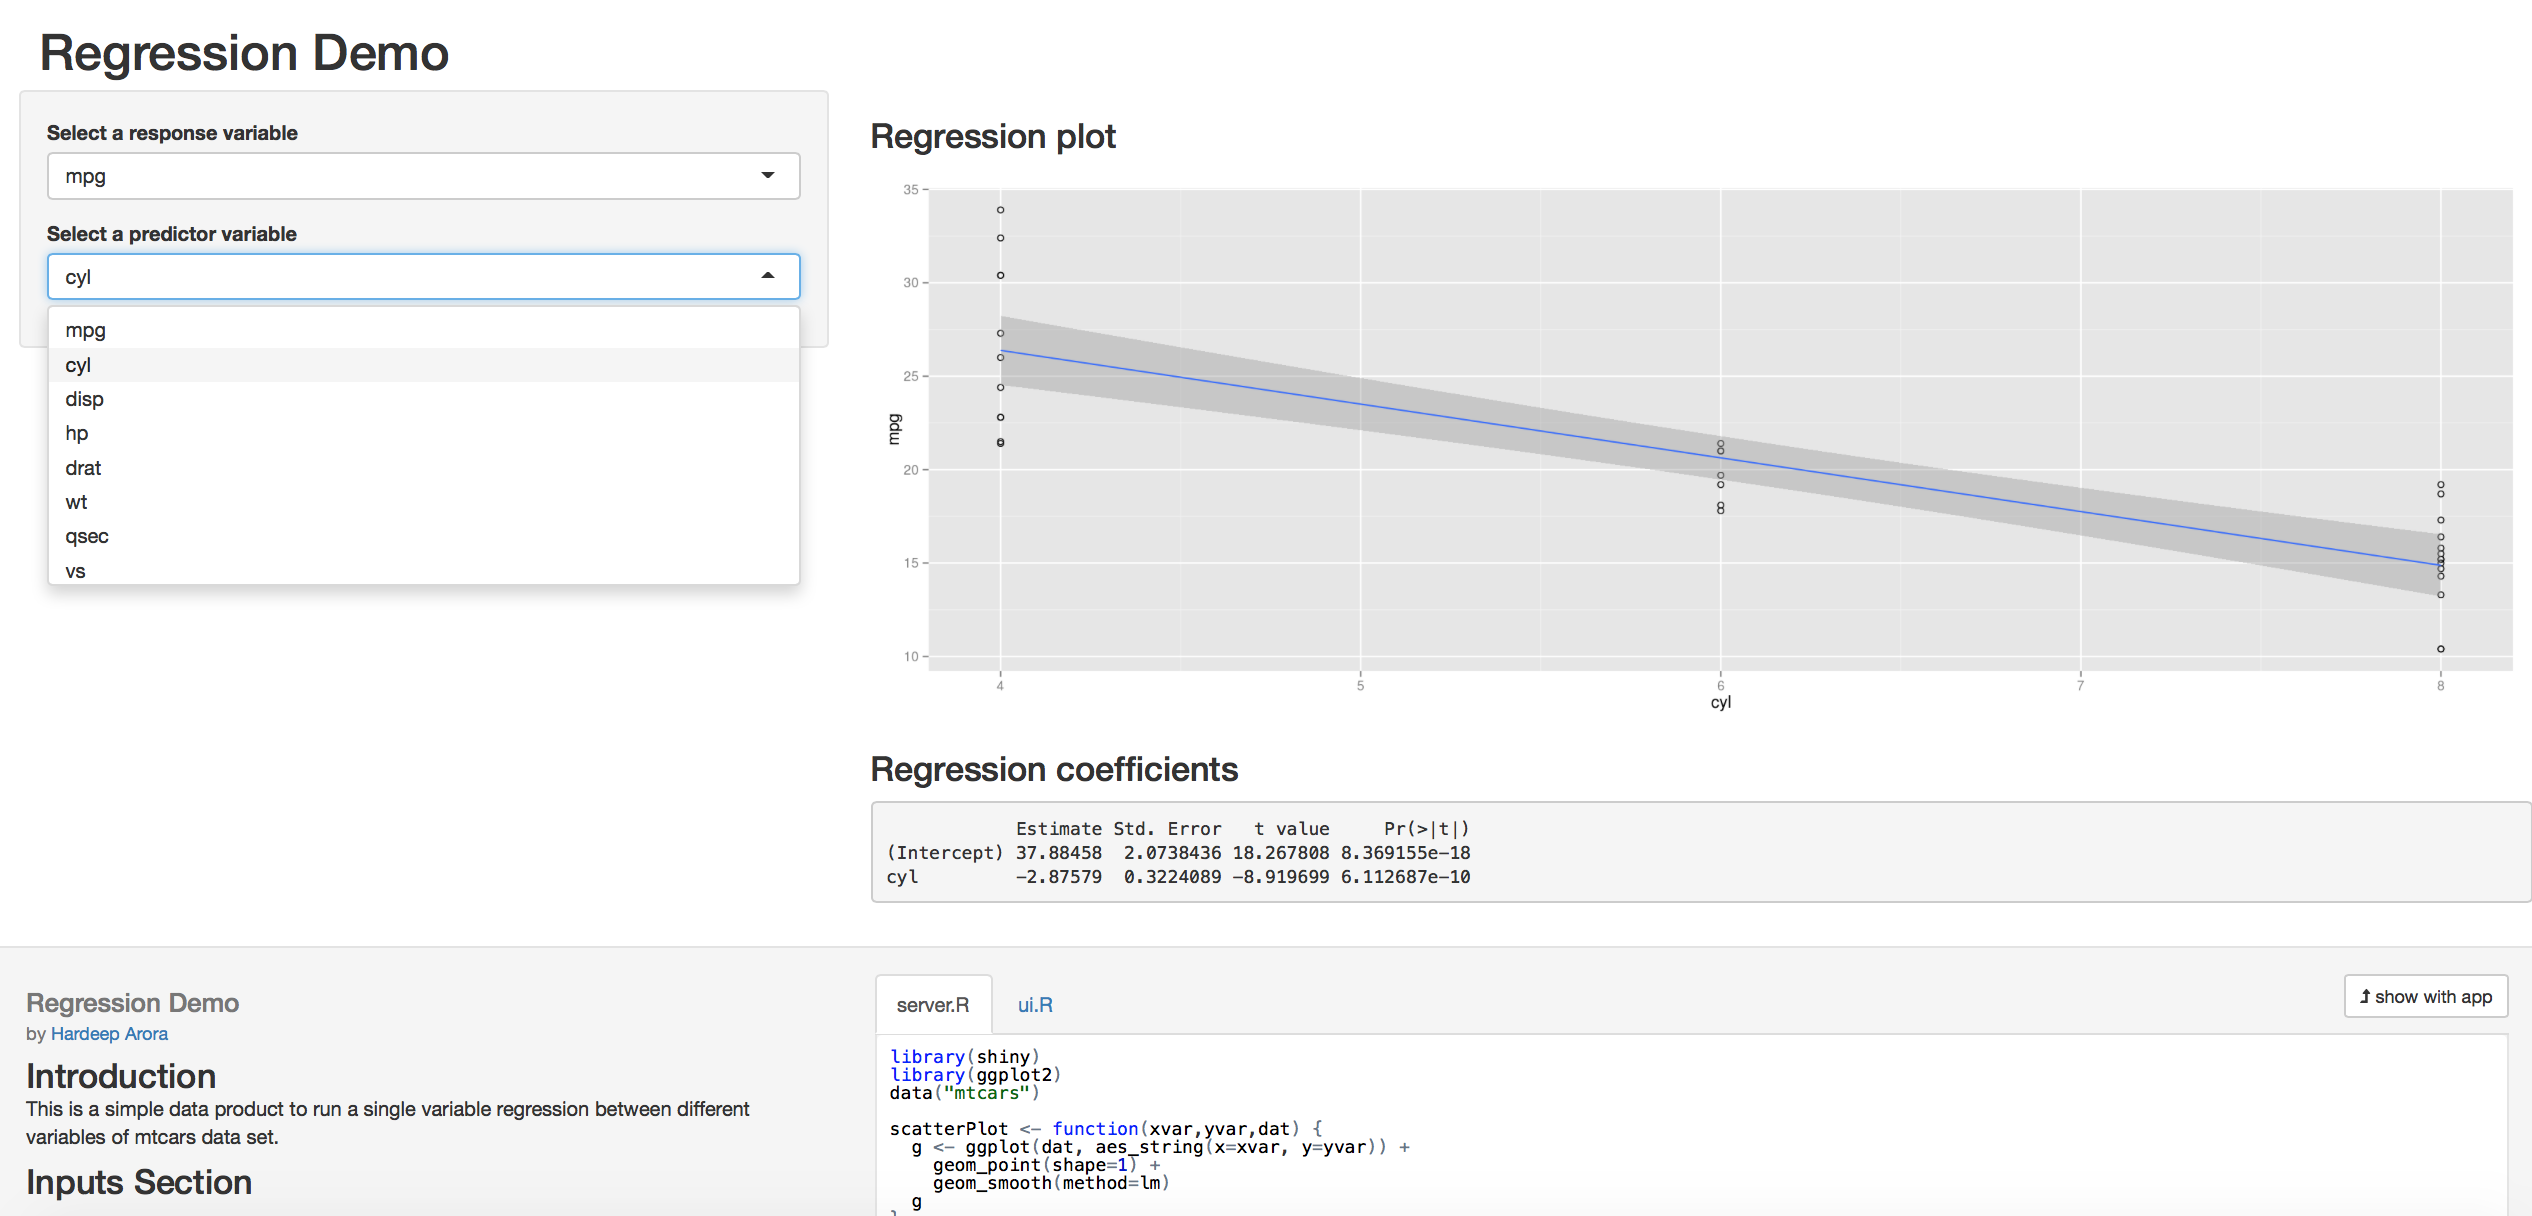 Regression Demo
Select a response variable
mpg
Select a predictor variable
cyl
mpg
cyl
disp
hp
drat
wt
qsec
vs
Regression plot
35
30
25
20
15
10
mpg
4 5 6 7 8
cyl
Regression coefficients
Estimate Std. Error t value Pr(>|t|)
(Intercept) 37.88458 2.0738436 18.267808 8.369155e-18
cyl -2.87579 0.3224089 -8.919699 6.112687e-10
Regression Demo
by Hardeep Arora
Introduction
This is a simple data product to run a single variable regression between different
variables of mtcars data set.
Inputs Section
server.R ui.R
show with app
library(shiny)
library(ggplot2)
data("mtcars")
scatterPlot <- function(xvar,yvar,dat) {
g <- ggplot(dat, aes_string(x=xvar, y=yvar)) +
geom_point(shape=1) +
geom_smooth(method=lm)
g